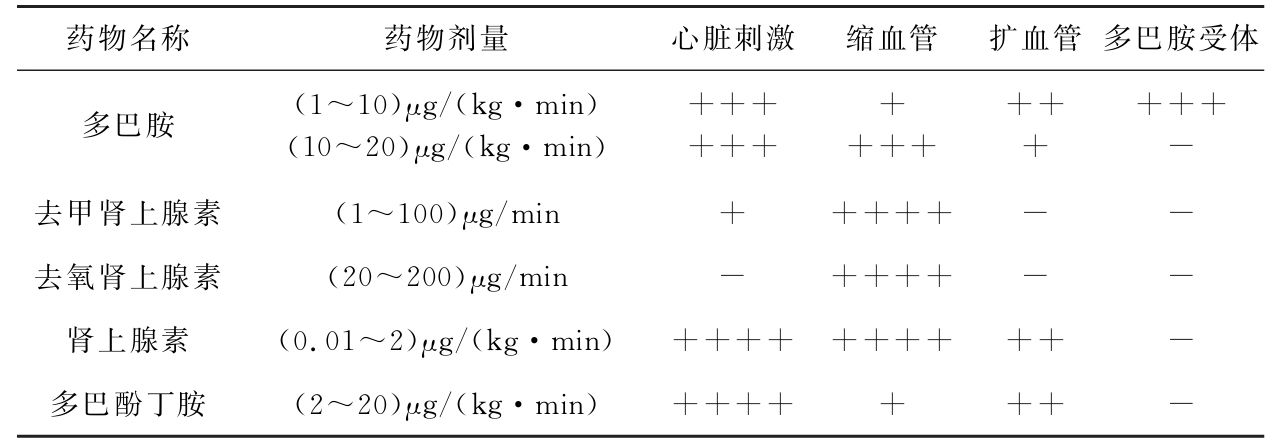 药物名称 药物剂量 心脏刺激 缩血管 扩血管 多巴胺受体
多巴胺 (1~10)μg/(kg·min) +++ + ++ +++
(10~20)μg/(kg·min) +++ +++ + −
去甲肾上腺素 (1~100)μg/min + ++++ − −
去氧肾上腺素 (20~200)μg/min − ++++ − −
肾上腺素 (0.01~2)μg/(kg·min) ++++ ++++ ++ −
多巴酚丁胺 (2~20)μg/(kg·min) ++++ + ++ −